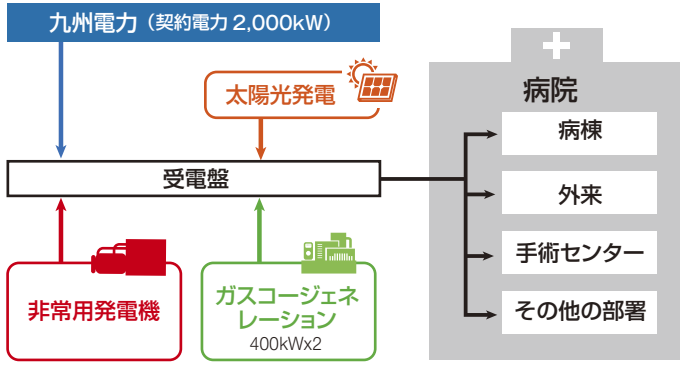 九州電力（契約電力 2,000kW）
太陽光発電
受電盤
非常用発電機
ガスコージェネ
レーション
400kWx2
病院
病棟
外来
手術センター
その他の部署